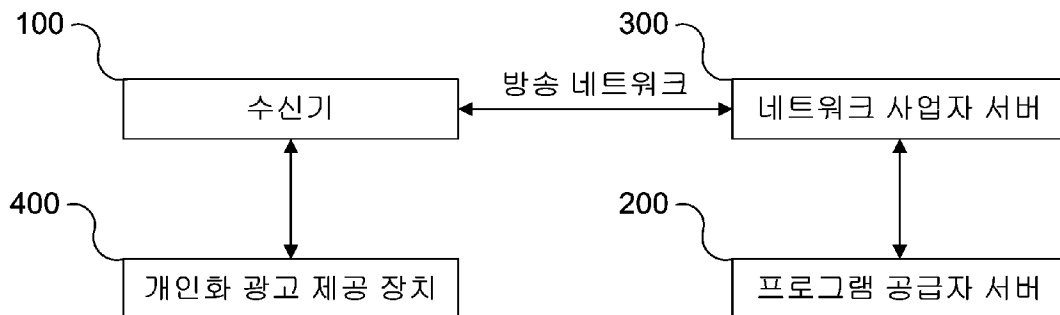 100
300
수신기
방송 네트워크
네트워크 사업자 서버
400
200
개인화 광고 제공 장치
프로그램 공급자 서버